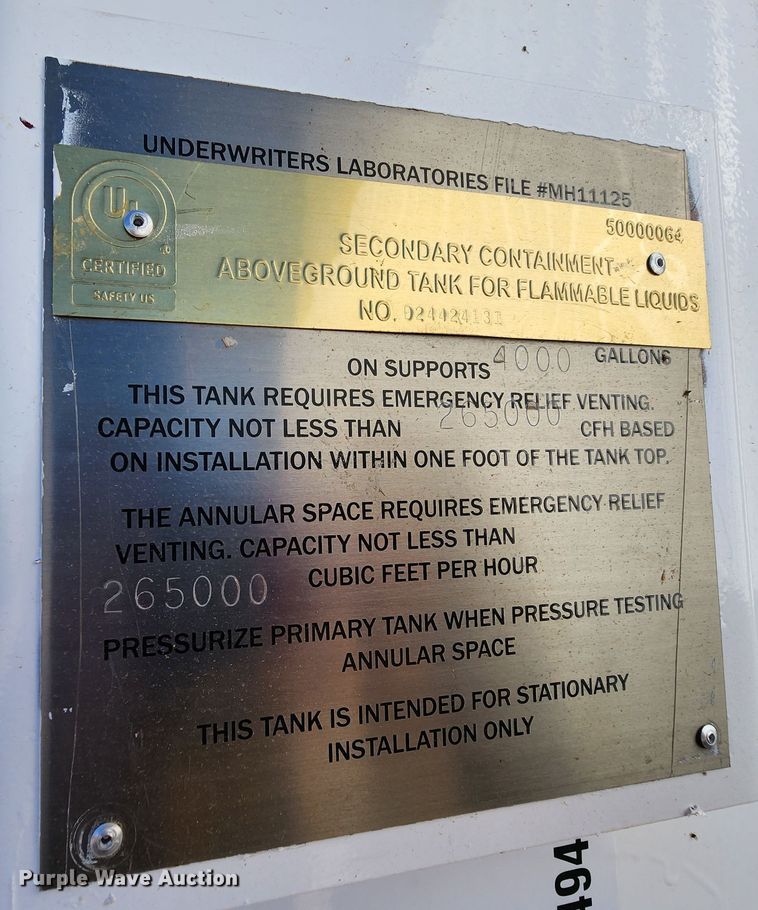 UNDERWRITERS LABORATORIES FILE #MH11125
UL
®
CERTIFIED
SAFETY US
50000064
SECONDARY CONTAINMENT
ABOVEGROUND TANK FOR FLAMMABLE LIQUIDS
NO.
ON SUPPORTS 4000 GALLONS
THIS TANK REQUIRES EMERGENCY RELIEF VENTING.
CAPACITY NOT LESS THAN 265000 CFH BASED
ON INSTALLATION WITHIN ONE FOOT OF THE TANK TOP.
THE ANNULAR SPACE REQUIRES EMERGENCY RELIEF
VENTING. CAPACITY NOT LESS THAN
265000 CUBIC FEET PER HOUR
PRESSURIZE PRIMARY TANK WHEN PRESSURE TESTING
ANNULAR SPACE
THIS TANK IS INTENDED FOR STATIONARY
INSTALLATION ONLY
494
Purple Wave Auction